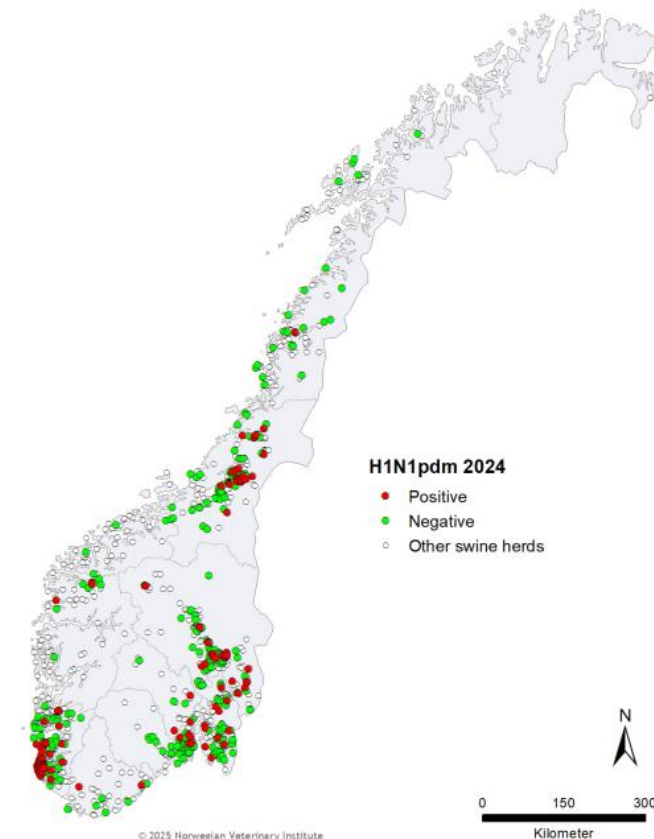 H1N1pdm 2024
Positive
Negative
Other swine herds
N
0 150 300
Kilometer
© 2025 Norwegian Veterinary Institute